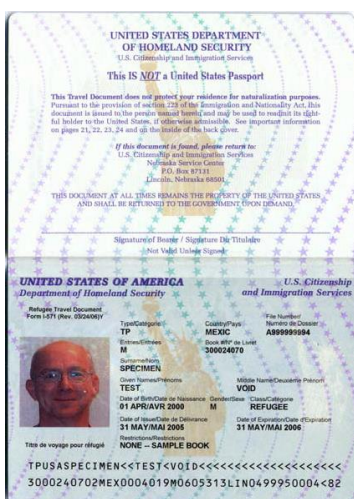 UNITED STATES DEPARTMENT
OF HOMELAND SECURITY
U.S. Citizenship and Immigration Services
This IS NOT a United States Passport
This Travel Document does not protect your residence for naturalization purposes.
Pursuant to the provision of section 223 of the Immigration and Nationality Act, this
document is issued to the person named herein and may be used to readmit its right-
ful holder to the United States, if otherwise admissible. See important information
on pages 21, 22, 23, 24 and on the inside of the back cover.
If this document is found, please return to:
U.S. Citizenship and Immigration Services
Nebraska Service Center
P.O. Box 87131
Lincoln, Nebraska 68501
THIS DOCUMENT AT ALL TIMES REMAINS THE PROPERTY OF THE UNITED STATES
AND SHALL BE RETURNED TO THE GOVERNMENT UPON DEMAND.
Signature of Bearer / Signature Du Titulaire
Not Valid Unless Signed
UNITED STATES OF AMERICA
Department of Homeland Security
U.S. Citizenship
and Immigration Services
Refugee Travel Document
Form I-571 (Rev. 03/24/06)Y
Type/Catégorie
TP
Country/Pays
MEXIC
File Number/
Numéro de Dossier
A999999994
Entries/Entrées
M
Book #/Nº de Livret
300024070
Surname/Nom
SPECIMEN
Given Names/Prénoms
TEST
Middle Name/Deuxième Prénom
VOID
Date of Birth/Date de Naissance
01 APR/AVR 2000
Gender/Sexe
M
Class/Catégorie
REFUGEE
Date of Issue/Date de Délivrance
31 MAY/MAI 2005
Date of Expiration/Date d'Expiration
31 MAY/MAI 2006
Restrictions/Restrictions
NONE -- SAMPLE BOOK
Titre de voyage pour réfugié
TPUSASPECIMEN<<TEST<VOID<<<<<<<<<<<<<<<<<<<<
3000240702MEX0004019M0605313LIN0499950004<82